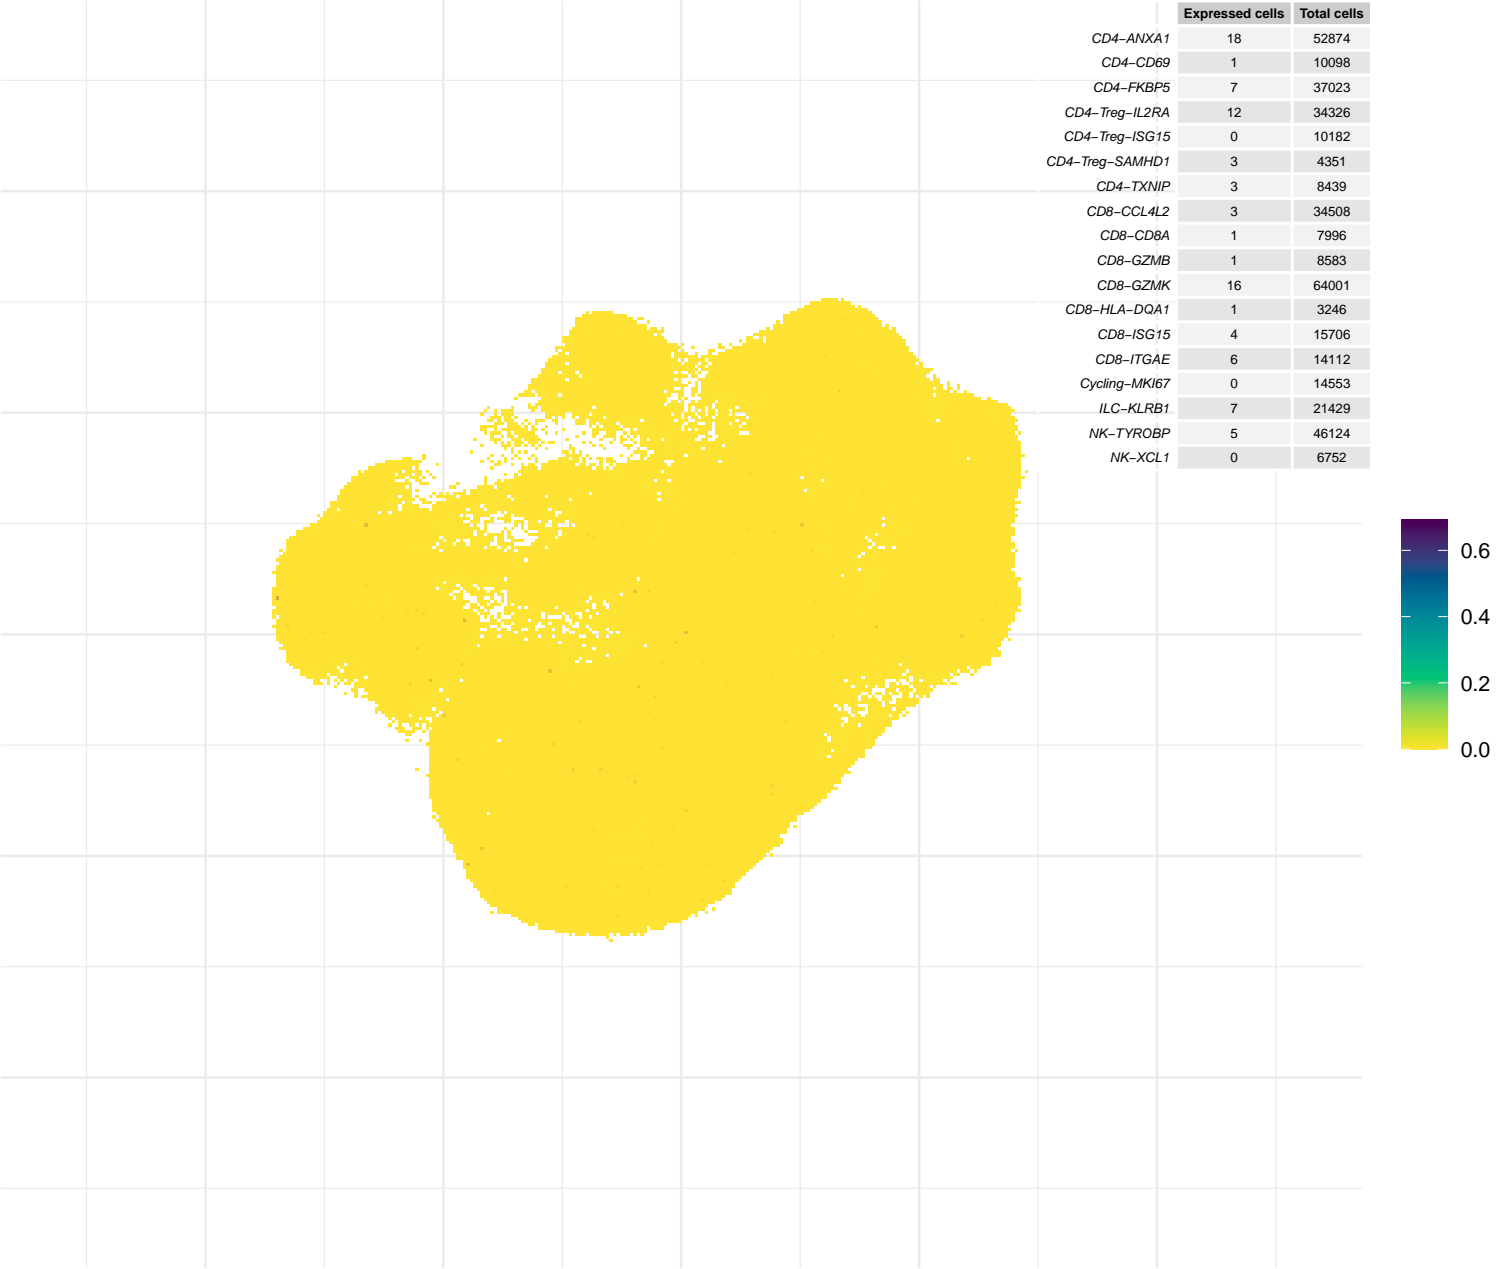 Expressed cells Total cells
CD4−ANXA1 18 52874
CD4−CD69 1 10098
CD4−FKBP5 7 37023
CD4−Treg−IL2RA 12 34326
CD4−Treg−ISG15 0 10182
CD4−Treg−SAMHD1 3 4351
CD4−TXNIP 3 8439
CD8−CCL4L2 3 34508
CD8−CD8A 1 7996
CD8−GZMB 1 8583
CD8−GZMK 16 64001
CD8−HLA−DQA1 1 3246
CD8−ISG15 4 15706
CD8−ITGAE 6 14112
Cycling−MKI67 0 14553
ILC−KLRB1 7 21429
NK−TYROBP 5 46124
NK−XCL1 0 6752
0.6
0.4
0.2
0.0